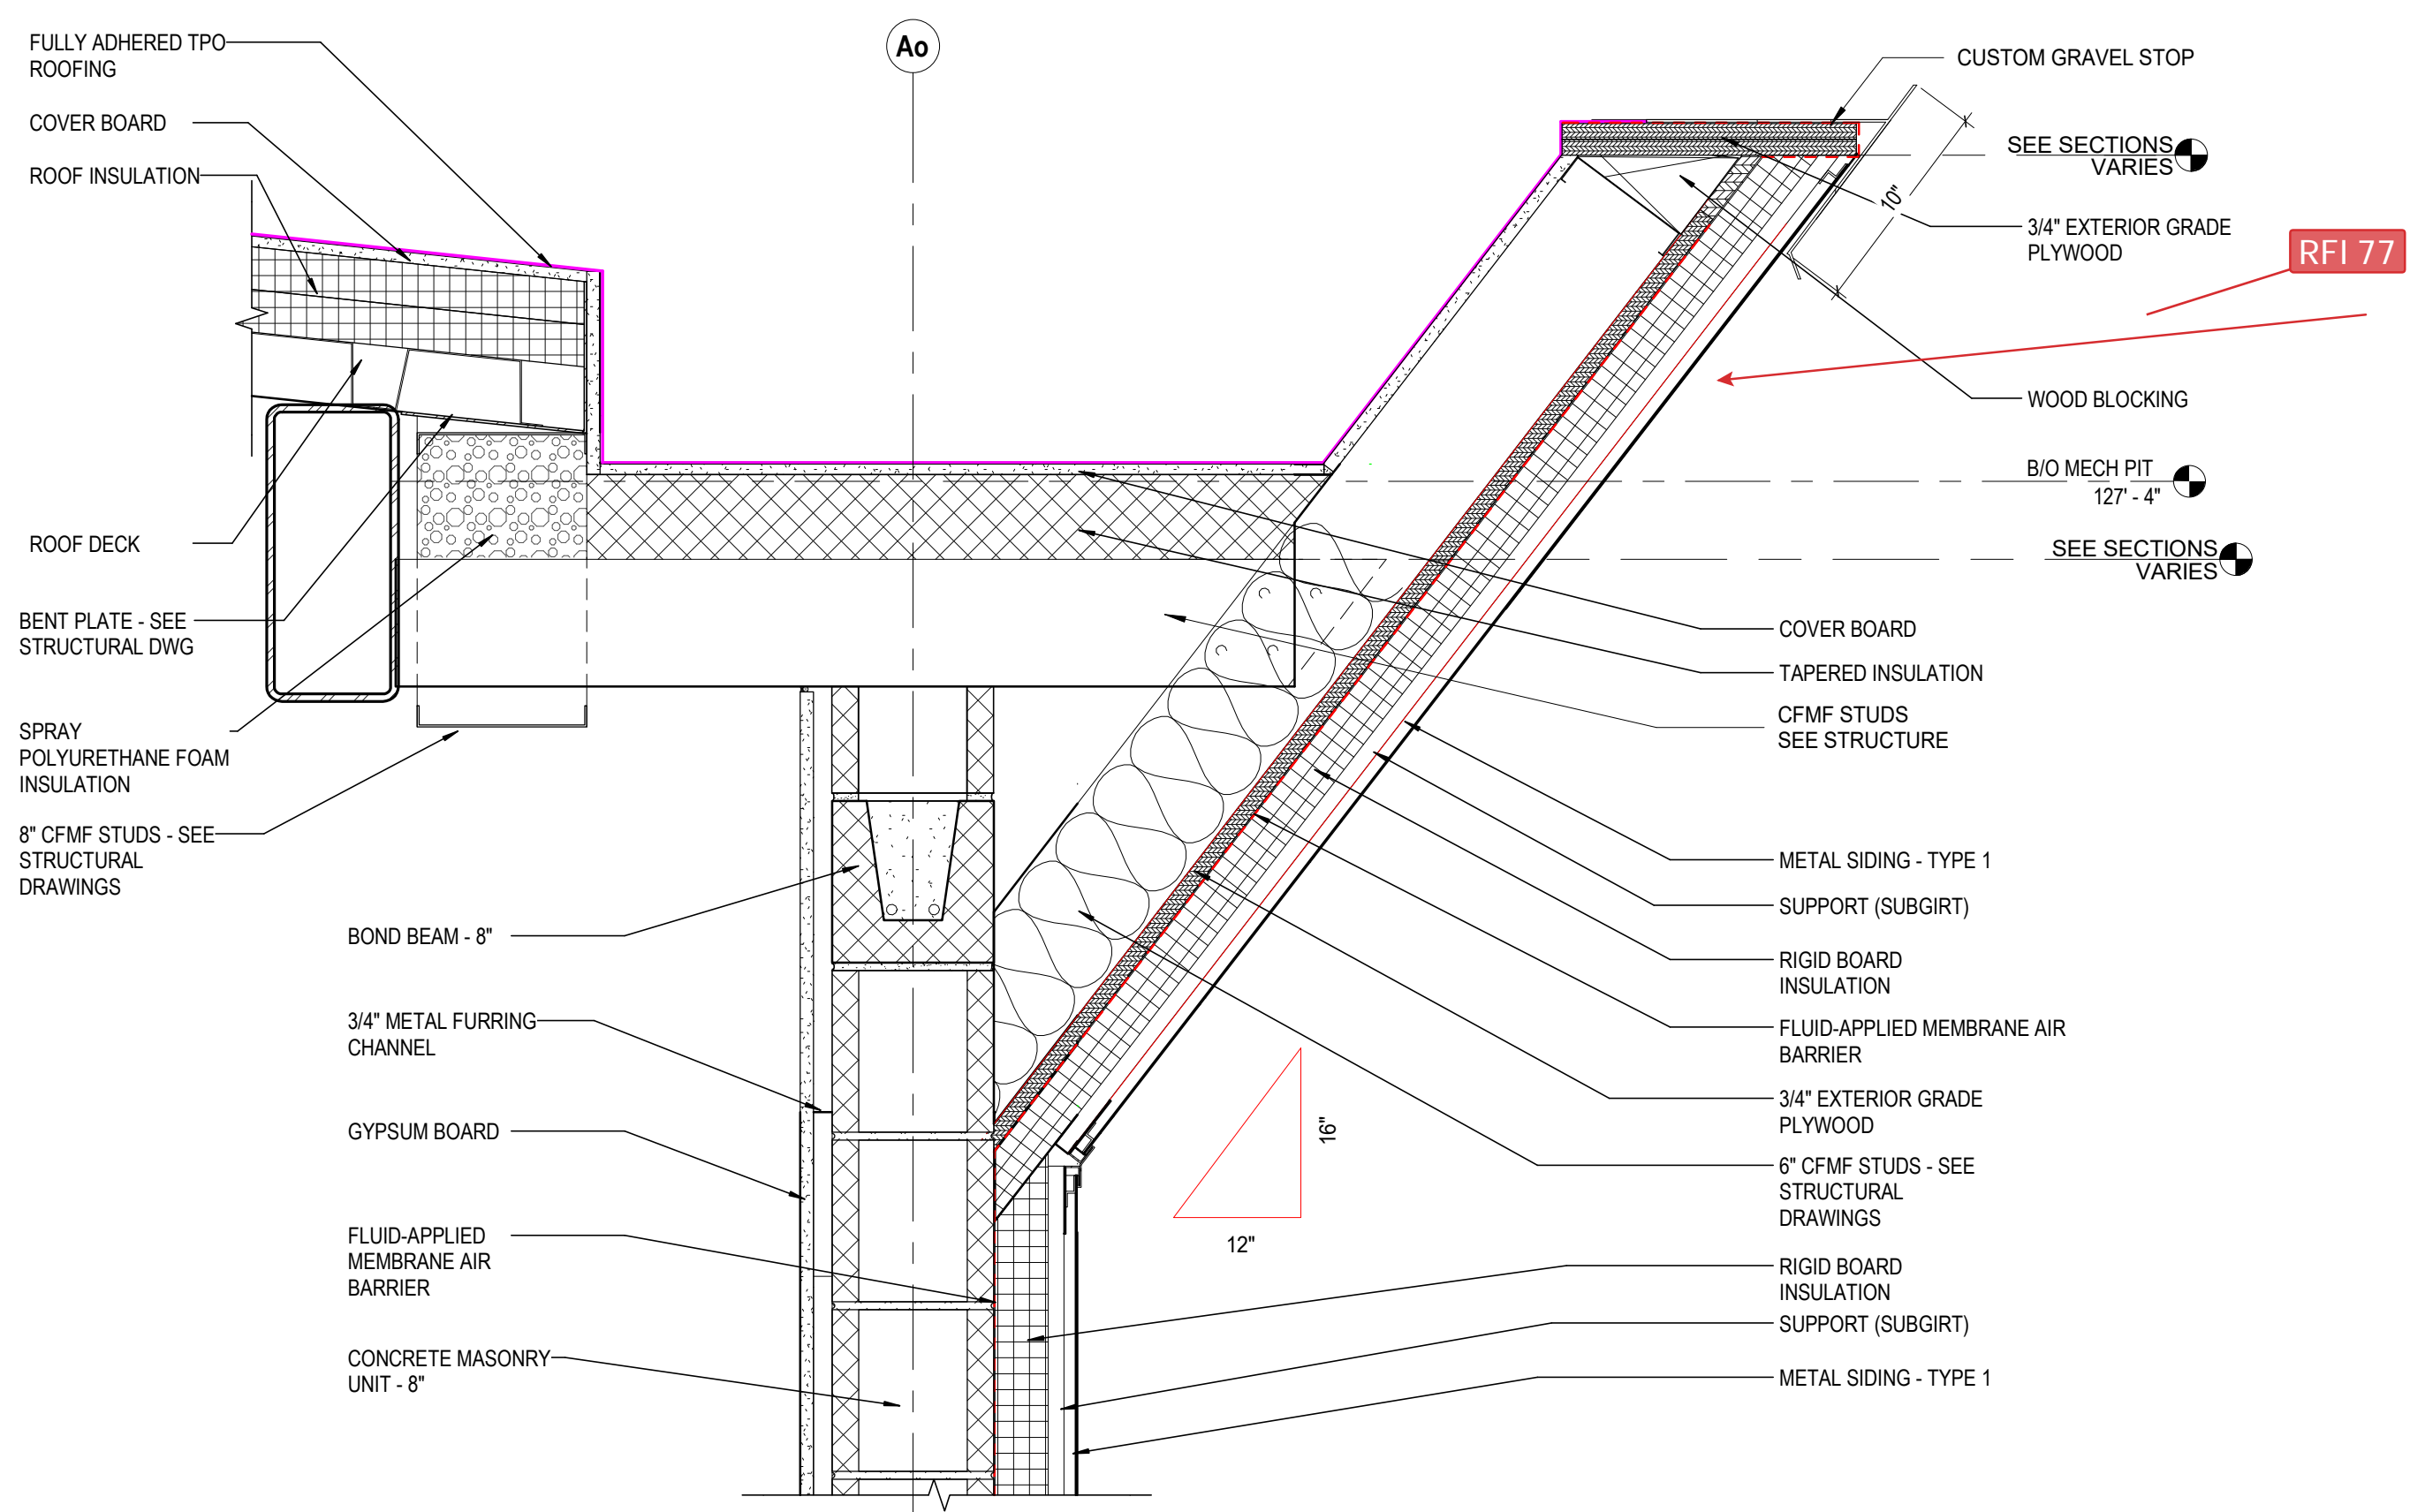 FULLY ADHERED TPO
ROOFING
COVER BOARD
ROOF INSULATION
ROOF DECK
BENT PLATE - SEE
STRUCTURAL DWG
SPRAY
POLYURETHANE FOAM
INSULATION
8" CFMF STUDS - SEE
STRUCTURAL
DRAWINGS
BOND BEAM - 8"
3/4" METAL FURRING
CHANNEL
GYPSUM BOARD
FLUID-APPLIED
MEMBRANE AIR
BARRIER
CONCRETE MASONRY
UNIT - 8"
Ao
16"
12"
10"
CUSTOM GRAVEL STOP
SEE SECTIONS
VARIES
3/4" EXTERIOR GRADE
PLYWOOD
RFI 77
WOOD BLOCKING
B/O MECH PIT
127' - 4"
SEE SECTIONS
VARIES
COVER BOARD
TAPERED INSULATION
CFMF STUDS
SEE STRUCTURE
METAL SIDING - TYPE 1
SUPPORT (SUBGIRT)
RIGID BOARD
INSULATION
FLUID-APPLIED MEMBRANE AIR
BARRIER
3/4" EXTERIOR GRADE
PLYWOOD
6" CFMF STUDS - SEE
STRUCTURAL
DRAWINGS
RIGID BOARD
INSULATION
SUPPORT (SUBGIRT)
METAL SIDING - TYPE 1